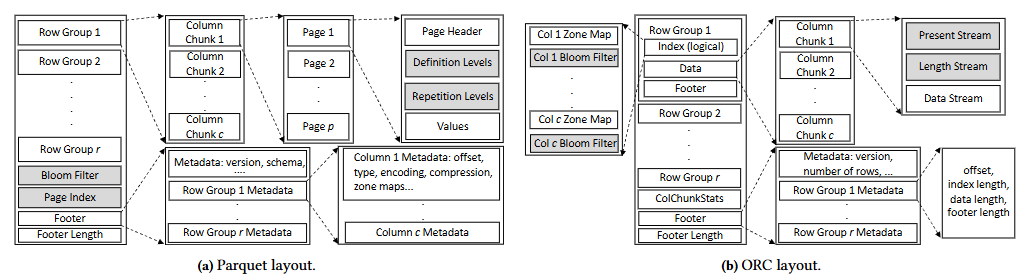 Row Group 1
Row Group 2
.
.
.
Row Group r
Bloom Filter
Page Index
Footer
Footer Length
Column
Chunk 1
Column
Chunk 2
.
.
.
Column
Chunk c
Page 1
Page 2
.
.
.
Page p
Page Header
Definition Levels
Repetition Levels
Values
Metadata: version, schema,
....
Row Group 1 Metadata
.
.
Row Group r Metadata
Column 1 Metadata: offset,
type, encoding, compression,
zone maps...
.
.
Column c Metadata
(a) Parquet layout.
Col 1 Zone Map
Col 1 Bloom Filter
.
.
.
Col c Zone Map
Col c Bloom Filter
Row Group 1
Index (logical)
Data
Footer
Row Group 2
.
.
.
Row Group r
ColChunkStats
Footer
Footer Length
Column
Chunk 1
Column
Chunk 2
.
.
.
Column
Chunk c
Present Stream
Length Stream
Data Stream
Metadata: version,
number of rows, ...
Row Group 1 Metadata
.
.
Row Group r Metadata
offset,
index length,
data length,
footer length
(b) ORC layout.